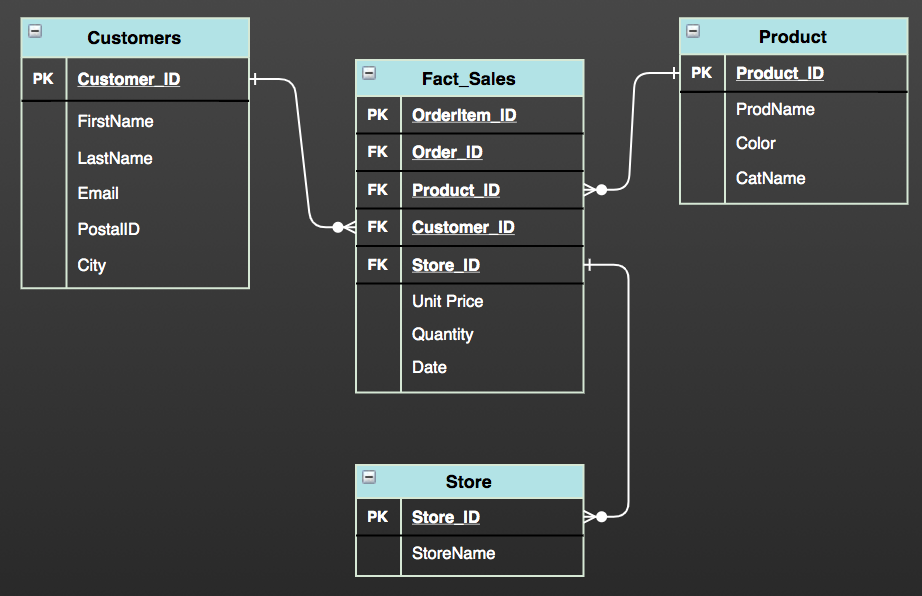 Customers
PK Customer_ID
FirstName
LastName
Email
PostalID
City
Fact_Sales
PK OrderItem_ID
FK Order_ID
FK Product_ID
FK Customer_ID
FK Store_ID
Unit Price
Quantity
Date
Product
PK Product_ID
ProdName
Color
CatName
Store
PK Store_ID
StoreName